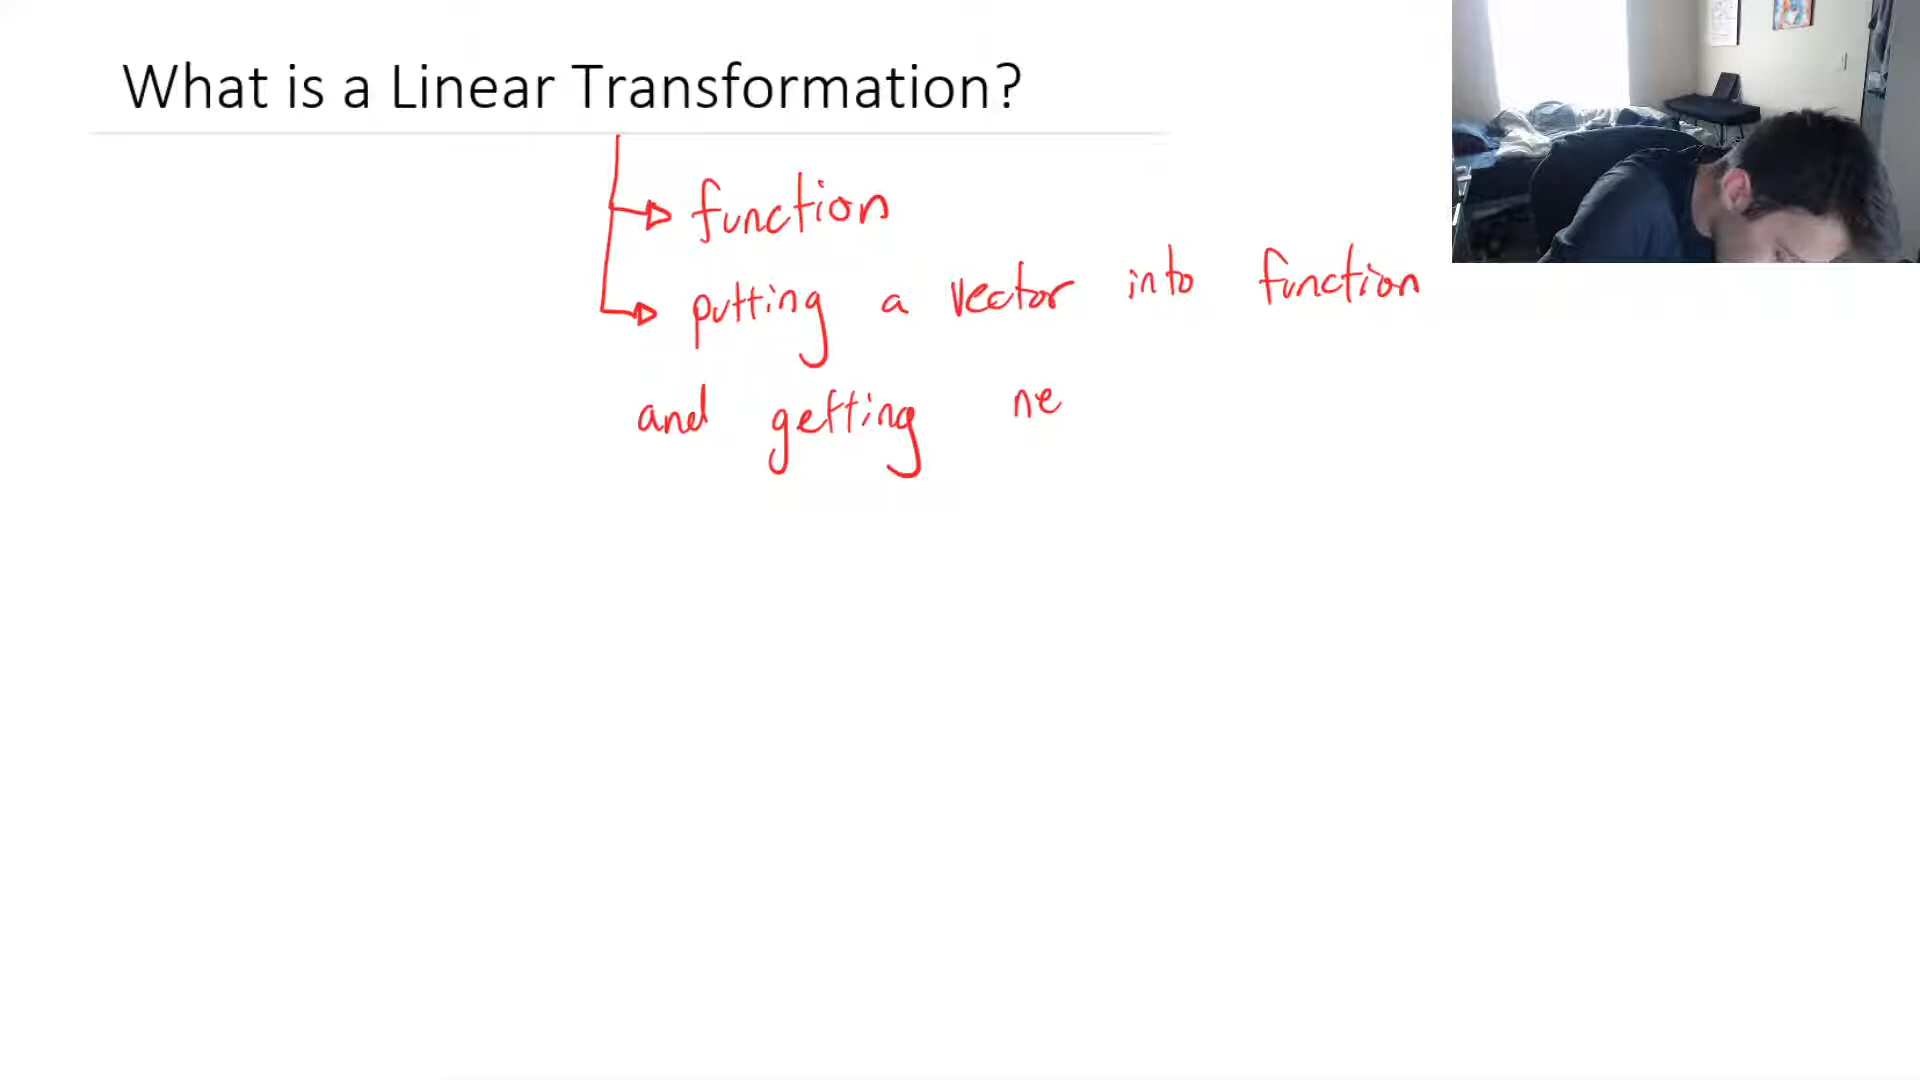 What is a Linear Transformation?
function
putting a vector into function
and getting ne